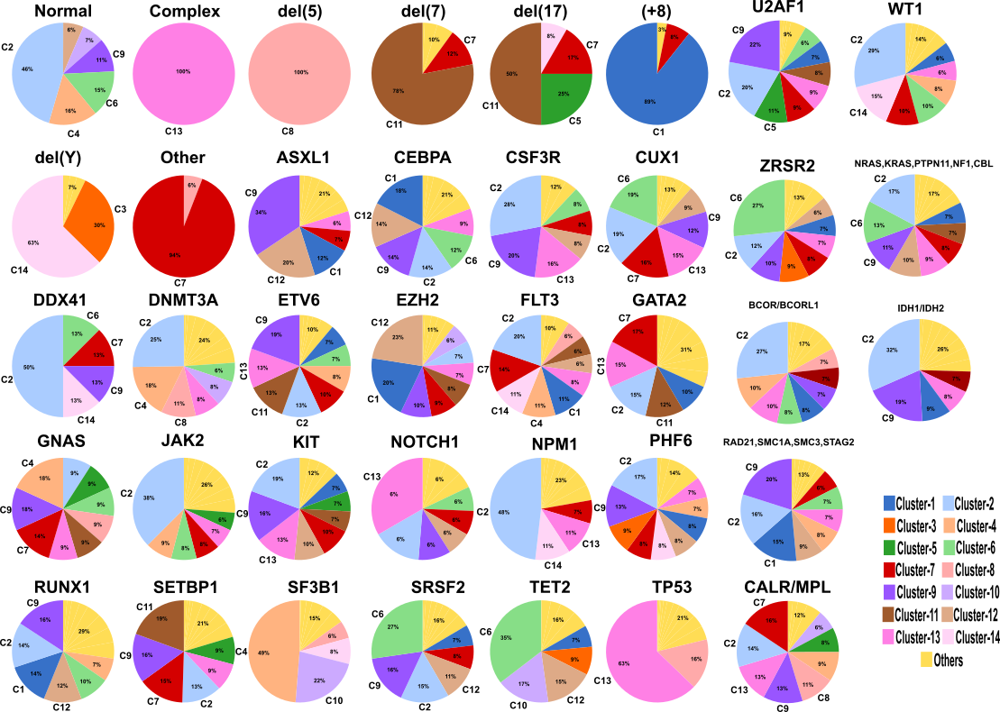 Normal
C2
46%
6%
7%
11%
C9
15%
C6
16%
C4
Complex
100%
C13
del(5)
100%
C8
del(7)
10%
C7
12%
78%
C11
del(17)
8%
C7
17%
50%
C11
25%
C5
(+8)
3%
8%
89%
C1
U2AF1
C9
22%
9%
6%
7%
8%
9%
9%
11%
C5
20%
C2
WT1
C2
29%
14%
6%
6%
8%
10%
10%
15%
C14
del(Y)
7%
C3
30%
63%
C14
Other
6%
94%
C7
ASXL1
C9
34%
21%
6%
7%
12%
C1
20%
C12
CEBPA
C1
18%
21%
9%
12%
C6
14%
C2
14%
C9
14%
C12
CSF3R
C2
28%
12%
8%
8%
8%
16%
C13
20%
C9
CUX1
C6
19%
13%
9%
12%
C9
15%
C13
16%
C7
19%
C2
ZRSR2
C6
27%
13%
6%
7%
7%
8%
9%
10%
12%
C2
NRAS,KRAS,PTPN11,NF1,CBL
C2
17%
17%
7%
7%
8%
9%
10%
11%
C9
13%
C6
DDX41
C6
13%
C7
13%
13%
C9
13%
C14
50%
C2
DNMT3A
C2
25%
24%
6%
8%
8%
11%
C8
18%
C4
ETV6
C9
19%
10%
7%
7%
8%
10%
13%
C2
13%
C11
13%
C13
EZH2
C12
23%
11%
6%
7%
7%
8%
9%
10%
20%
C1
FLT3
C2
20%
10%
6%
6%
6%
8%
11%
C1
11%
C4
11%
C14
14%
C7
GATA2
C7
17%
31%
10%
12%
C11
15%
C2
15%
C13
BCOR/BCORL1
C2
27%
17%
7%
7%
7%
8%
8%
10%
10%
IDH1/IDH2
C2
32%
26%
7%
8%
9%
19%
C9
GNAS
C4
18%
9%
9%
9%
9%
9%
9%
14%
C7
18%
C9
JAK2
C2
38%
26%
6%
7%
8%
8%
9%
KIT
C2
19%
12%
7%
7%
7%
10%
13%
C13
16%
C9
NOTCH1
C13
6%
6%
6%
6%
6%
6%
6%
NPM1
C2
48%
23%
7%
11%
C13
11%
C14
PHF6
C2
17%
14%
7%
7%
8%
8%
8%
8%
9%
13%
C9
RAD21,SMC1A,SMC3,STAG2
C9
20%
13%
6%
7%
7%
8%
9%
15%
C1
16%
C2
Cluster-1
Cluster-2
Cluster-3
Cluster-4
Cluster-5
Cluster-6
Cluster-7
Cluster-8
Cluster-9
Cluster-10
Cluster-11
Cluster-12
Cluster-13
Cluster-14
Others
RUNX1
C9
16%
29%
7%
10%
12%
C12
14%
C1
14%
C2
SETBP1
C11
19%
21%
9%
9%
13%
C2
C7
16%
C9
SF3B1
15%
6%
8%
22%
C10
49%
C4
SRSF2
C6
27%
16%
7%
8%
11%
C12
15%
C2
16%
C9
TET2
C6
35%
16%
7%
9%
15%
C12
17%
C10
TP53
21%
16%
63%
C13
CALR/MPL
C7
16%
12%
6%
8%
9%
11%
C8
13%
C9
13%
C13
14%
C2